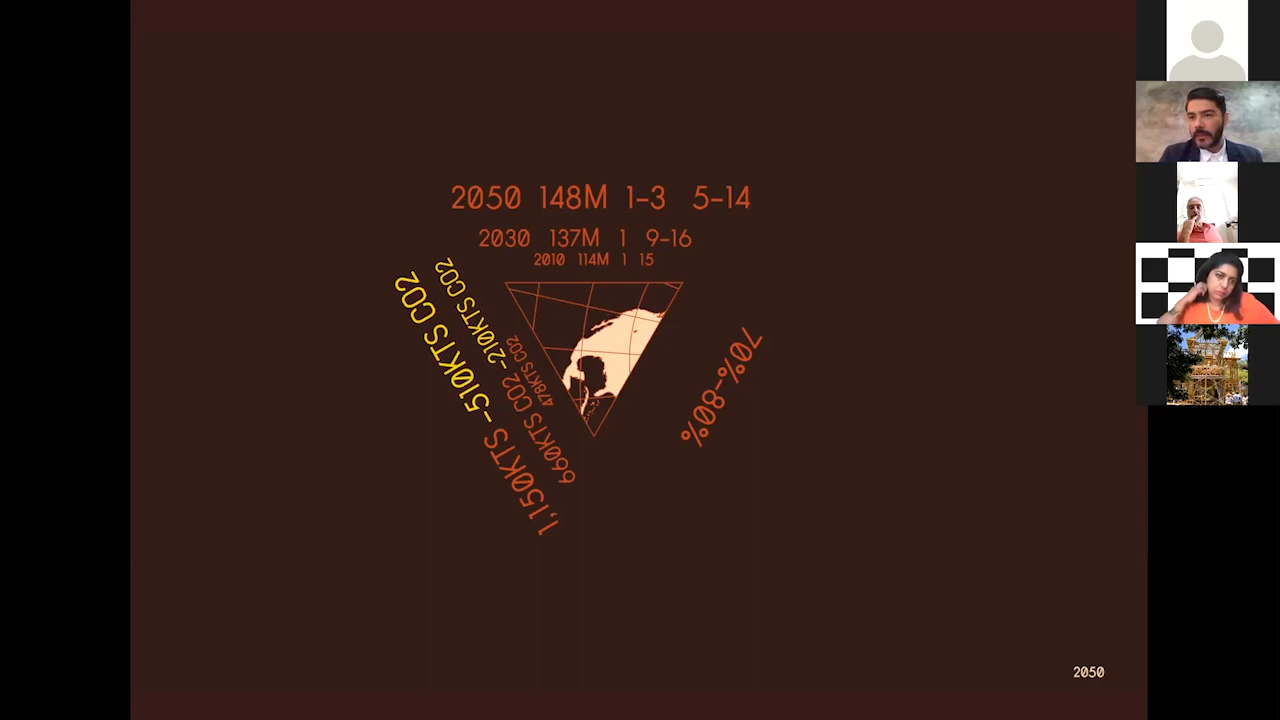 2050 148M 1-3 5-14
2030 137M 1 9-16
2010 114M 1 15
1,150KTS -510KTS CO2
660KTS CO2 -210KTS CO2
478KTS CO2
70%-80%
2050